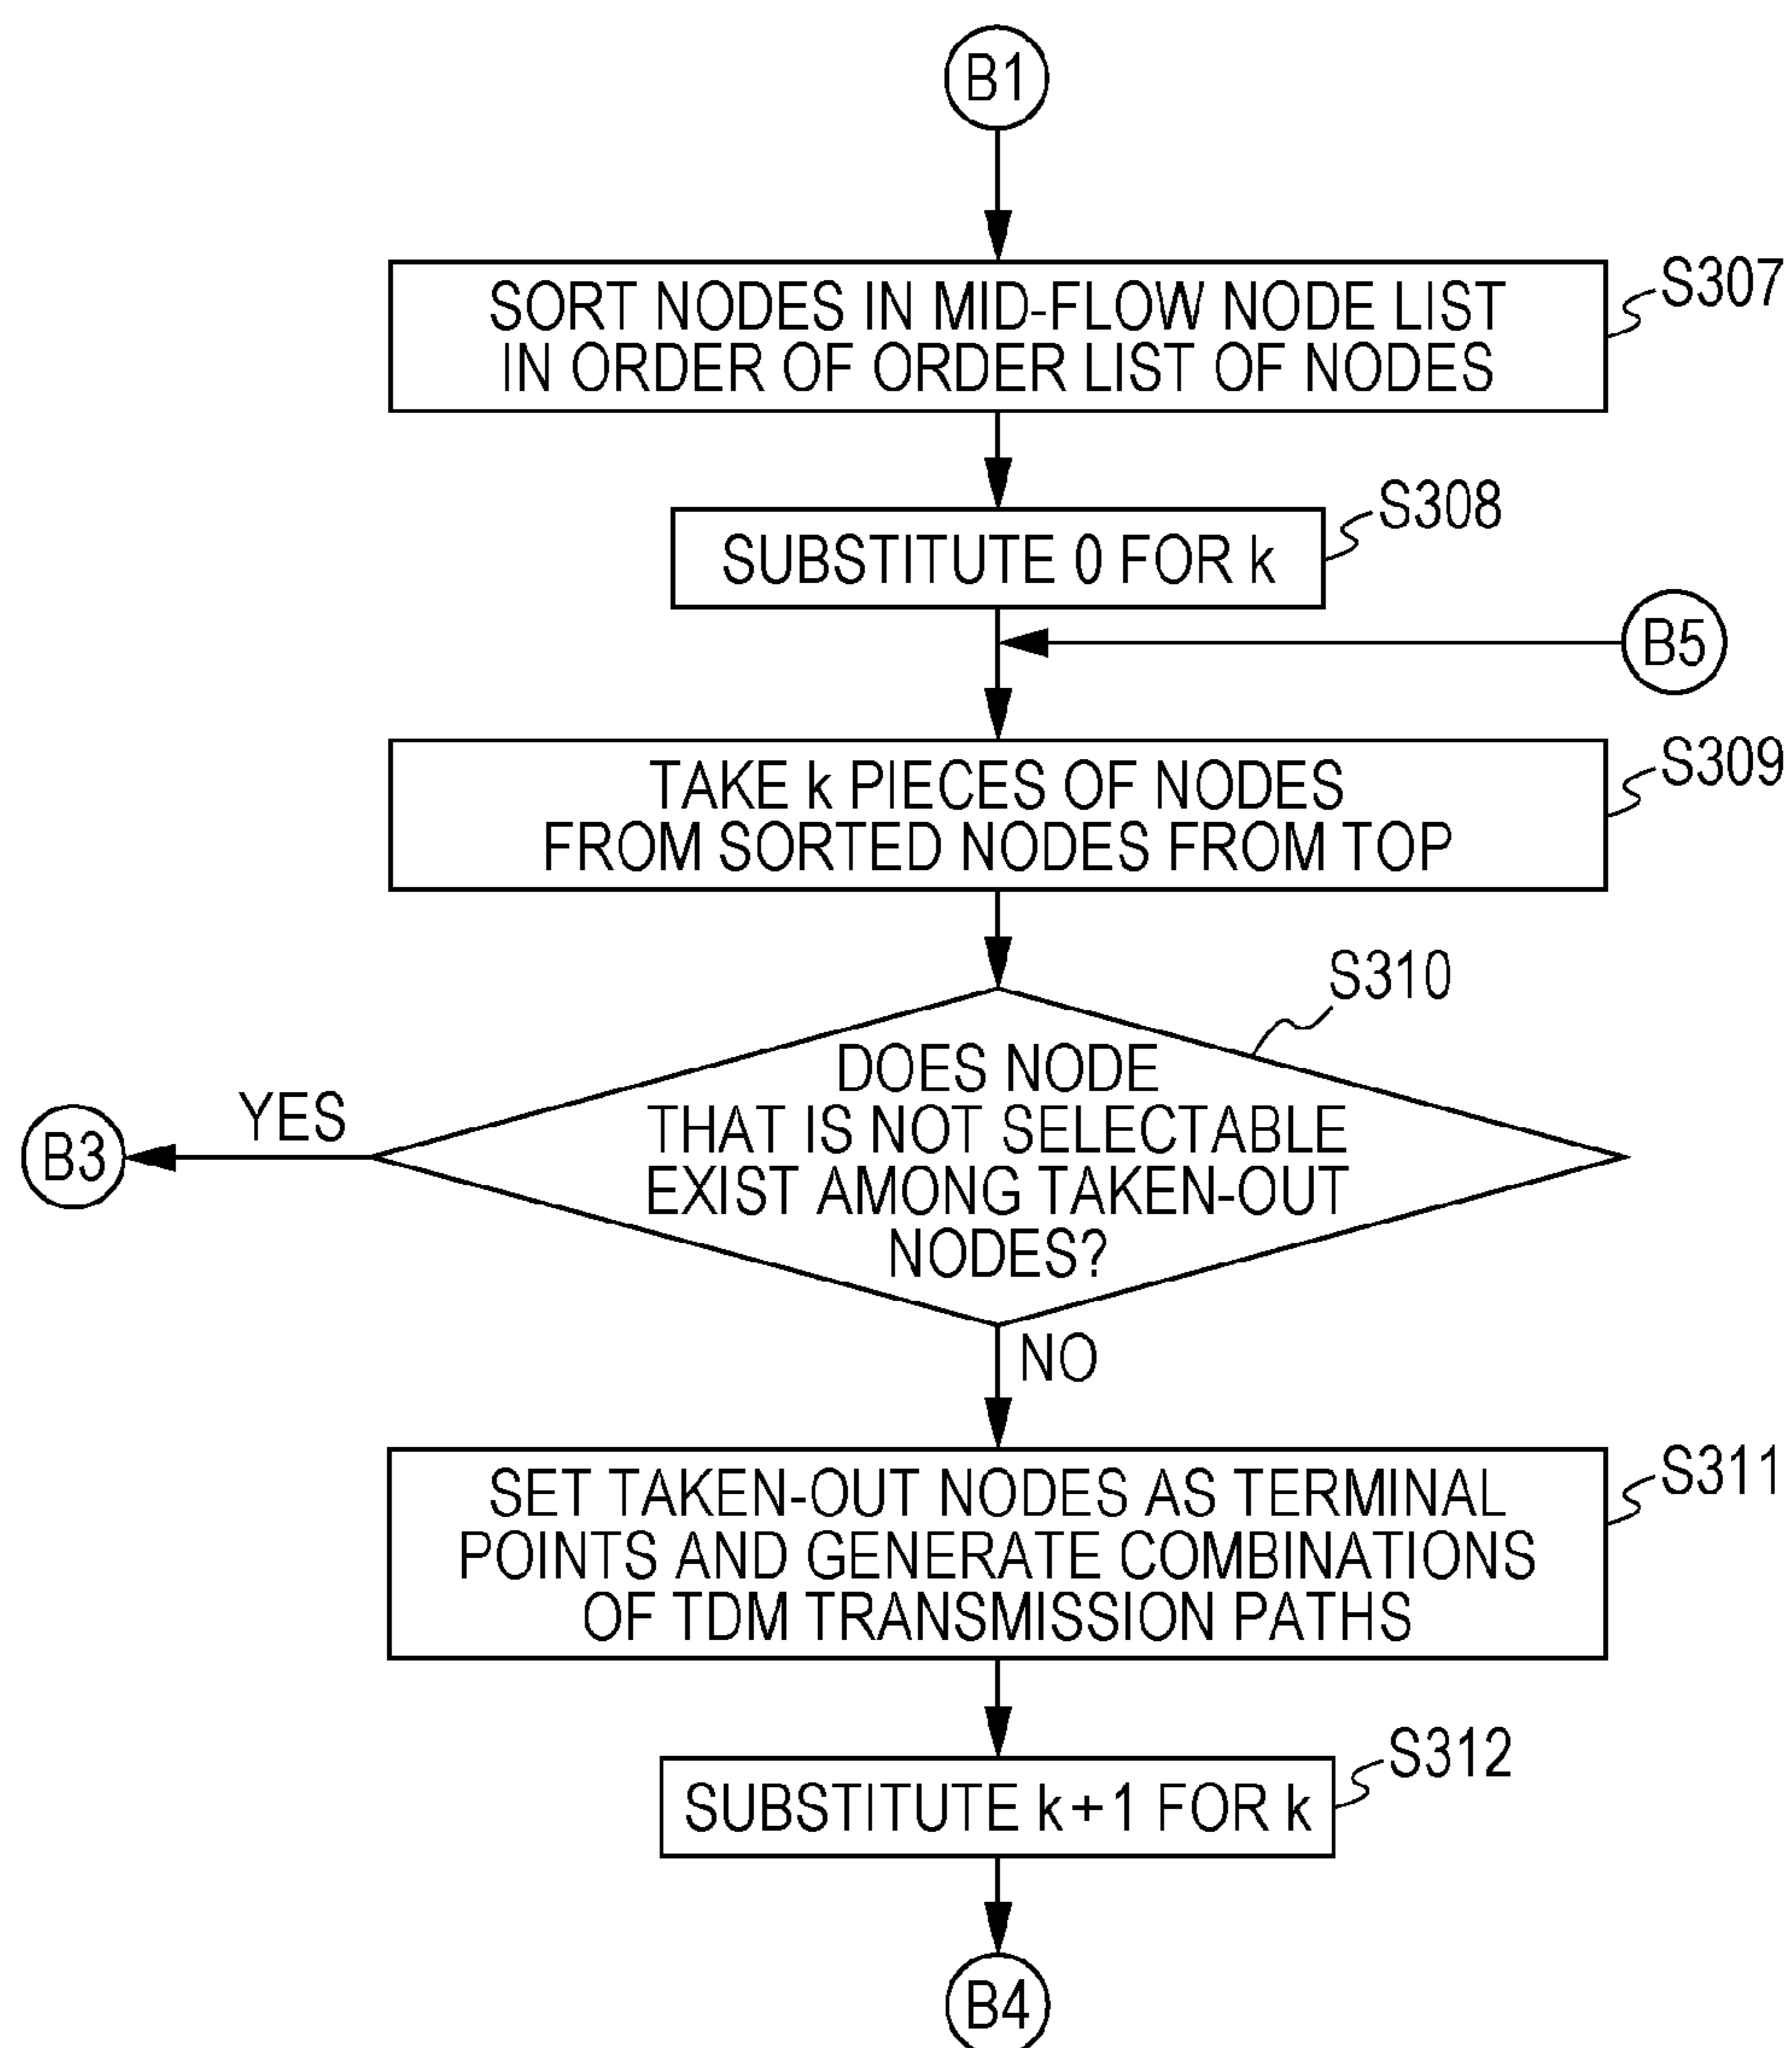 B1
SORT NODES IN MID-FLOW NODE LIST
IN ORDER OF ORDER LIST OF NODES
S307
SUBSTITUTE 0 FOR k
S308
B5
TAKE k PIECES OF NODES
FROM SORTED NODES FROM TOP
S309
S310
DOES NODE
THAT IS NOT SELECTABLE
EXIST AMONG TAKEN-OUT
NODES?
YES
B3
NO
SET TAKEN-OUT NODES AS TERMINAL
POINTS AND GENERATE COMBINATIONS
OF TDM TRANSMISSION PATHS
S311
SUBSTITUTE k+1 FOR k
S312
B4